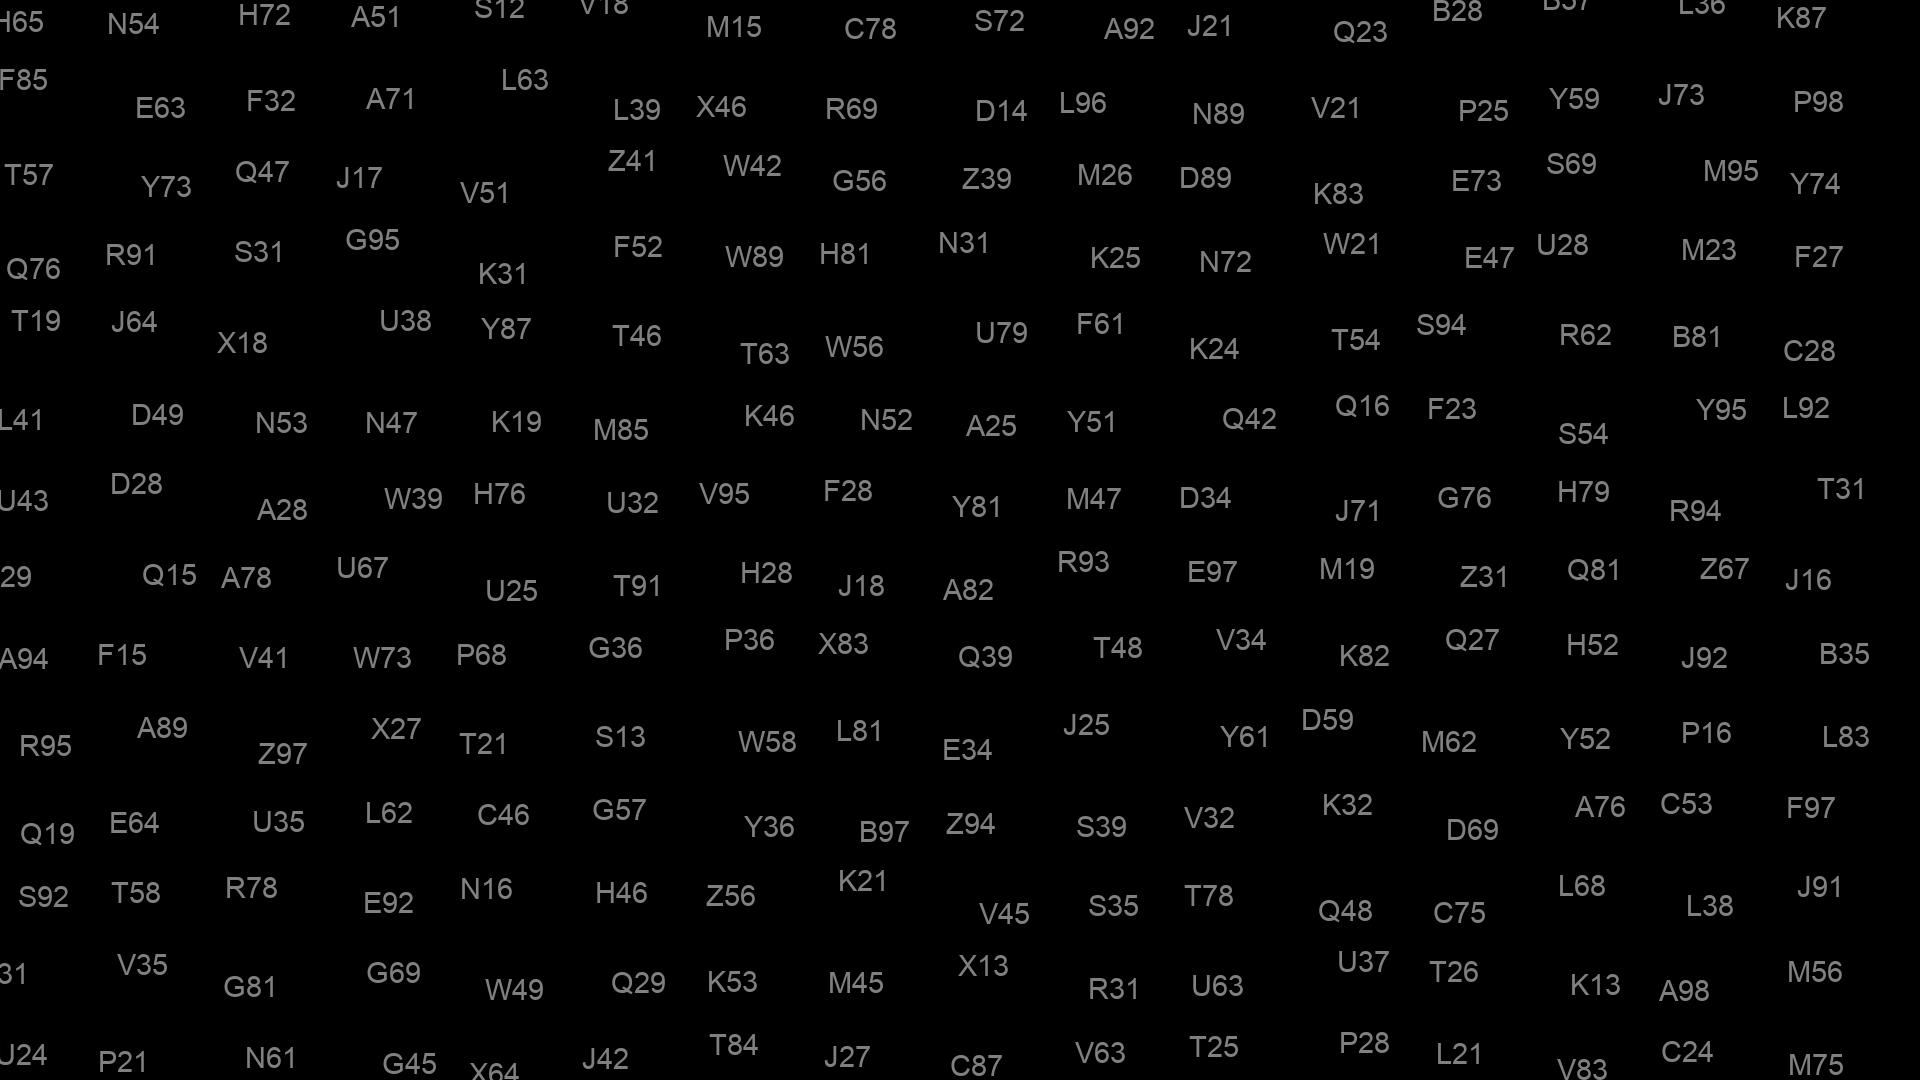 H65 N54 H72 A51 S12 V18 M15 C78 S72 A92 J21 Q23 B28 B57 L36 K87
F85 E63 F32 A71 L63 L39 X46 R69 D14 L96 N89 V21 P25 Y59 J73 P98
T57 Y73 Q47 J17 V51 Z41 W42 G56 Z39 M26 D89 K83 E73 S69 M95 Y74
Q76 R91 S31 G95 K31 F52 W89 H81 N31 K25 N72 W21 E47 U28 M23 F27
T19 J64 X18 U38 Y87 T46 T63 W56 U79 F61 K24 T54 S94 R62 B81 C28
L41 D49 N53 N47 K19 M85 K46 N52 A25 Y51 Q42 Q16 F23 S54 Y95 L92
U43 D28 A28 W39 H76 U32 V95 F28 Y81 M47 D34 J71 G76 H79 R94 T31
29 Q15 A78 U67 U25 T91 H28 J18 A82 R93 E97 M19 Z31 Q81 Z67 J16
A94 F15 V41 W73 P68 G36 P36 X83 Q39 T48 V34 K82 Q27 H52 J92 B35
R95 A89 Z97 X27 T21 S13 W58 L81 E34 J25 Y61 D59 M62 Y52 P16 L83
Q19 E64 U35 L62 C46 G57 Y36 B97 Z94 S39 V32 K32 D69 A76 C53 F97
S92 T58 R78 E92 N16 H46 Z56 K21 V45 S35 T78 Q48 C75 L68 L38 J91
31 V35 G81 G69 W49 Q29 K53 M45 X13 R31 U63 U37 T26 K13 A98 M56
U24 P21 N61 G45 X64 J42 T84 J27 C87 V63 T25 P28 L21 V83 C24 M75